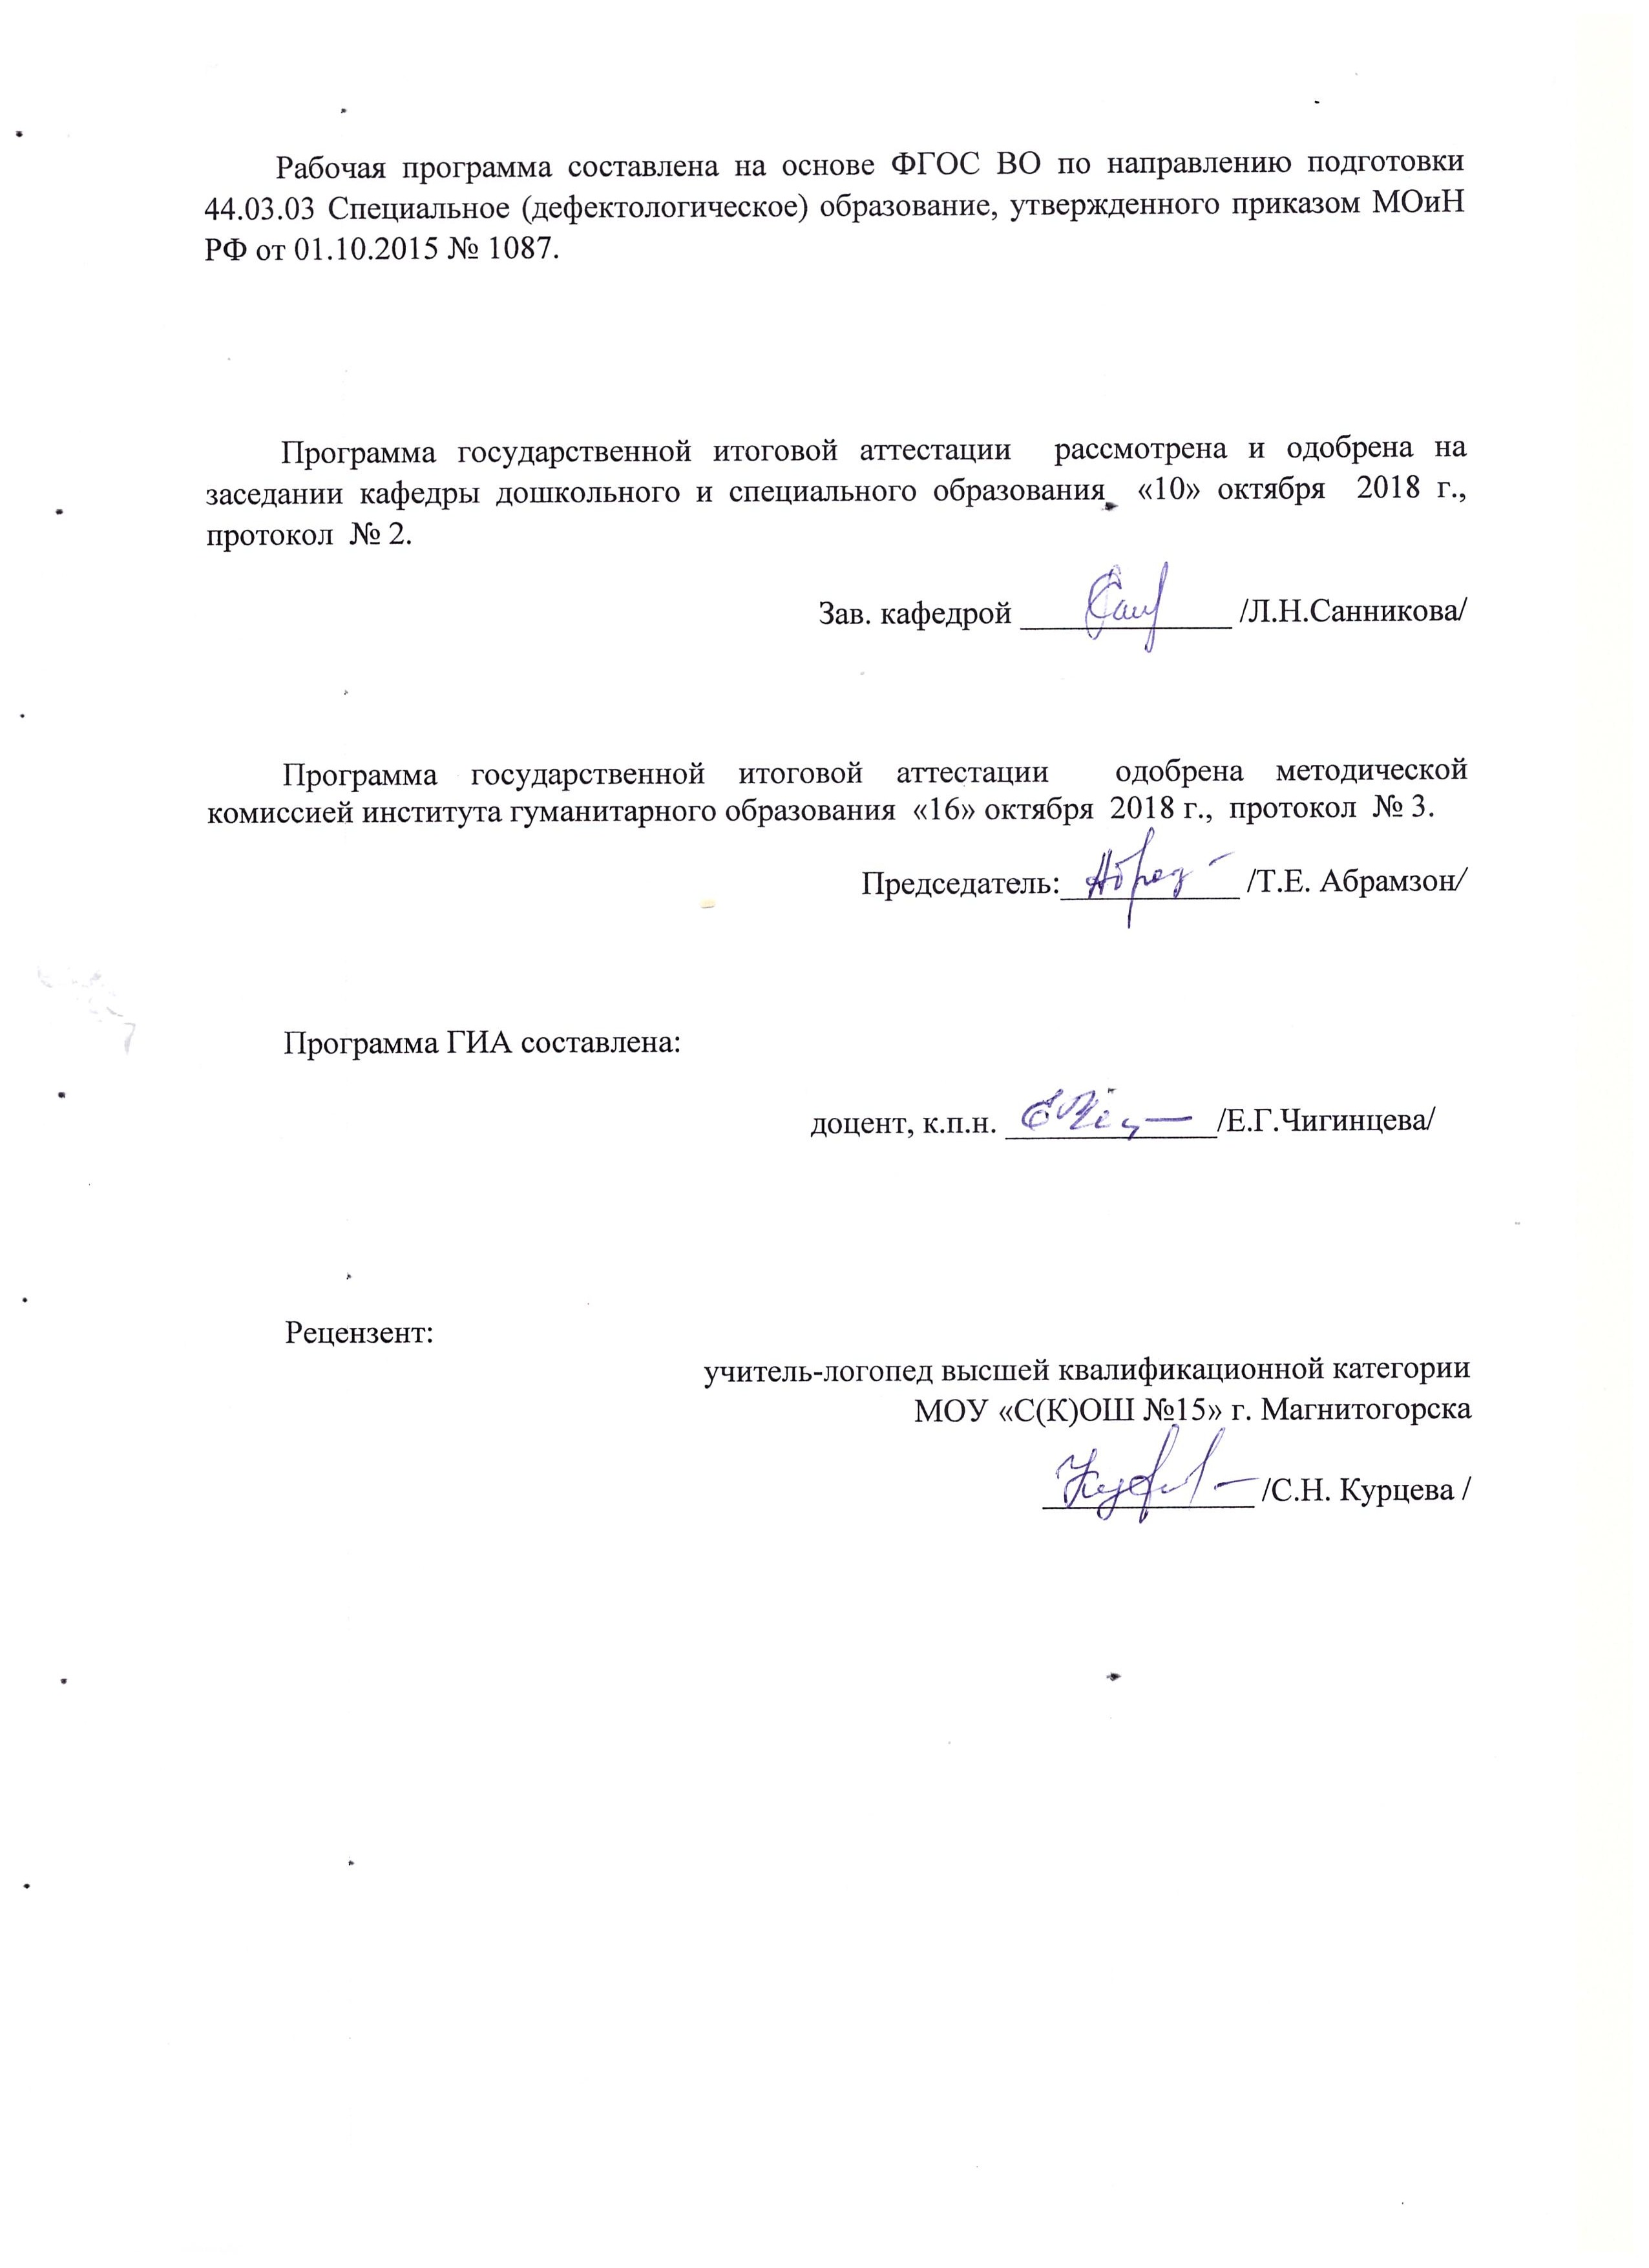 Рабочая программа составлена на основе ФГОС ВО по направлению подготовки
44.03.03 Специальное (дефектологическое) образование, утвержденного приказом МОиН
РФ от 01.10.2015 № 1087.
Программа государственной итоговой аттестации рассмотрена и одобрена на
заседании кафедры дошкольного и специального образования «10» октября 2018 г.,
протокол № 2.
Зав. кафедрой _____________ /Л.Н.Санникова/
Программа государственной итоговой аттестации одобрена методической
комиссией института гуманитарного образования «16» октября 2018 г., протокол № 3.
Председатель:___________ /Т.Е. Абрамзон/
Программа ГИА составлена:
доцент, к.п.н. _____________/Е.Г.Чигинцева/
Рецензент:
учитель-логопед высшей квалификационной категории
МОУ «С(К)ОШ №15» г. Магнитогорска
_____________ /С.Н. Курцева /